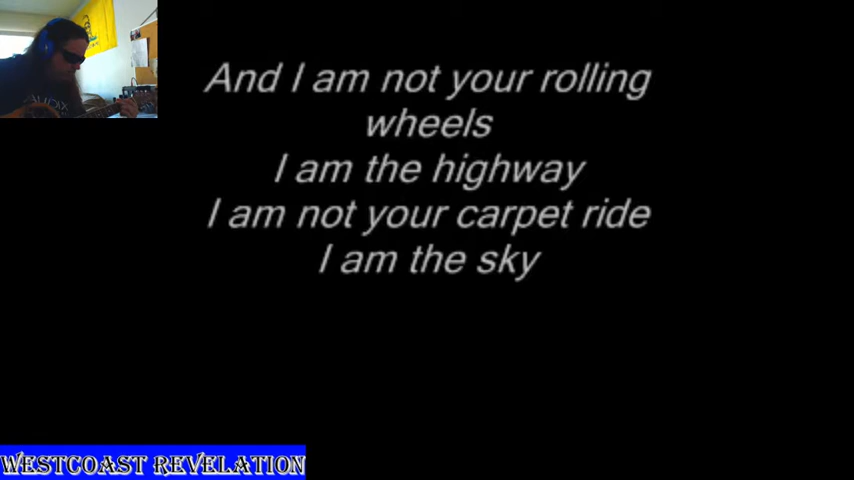 And I am not your rolling
wheels
I am the highway
I am not your carpet ride
I am the sky
WESTCOAST REVELATION